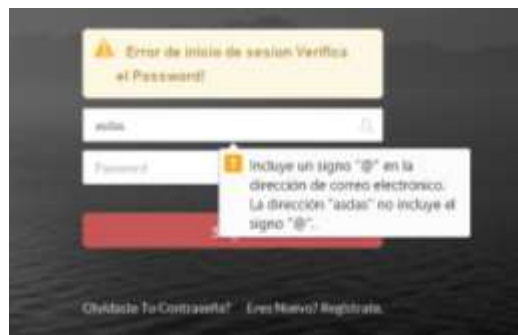 Error de inicio de sesion Verifica
el Password!
asdas
Password
Incluye un signo "@" en la
dirección de correo electrónico.
La dirección "asdas" no incluye el
signo "@".
Olvidaste Tu Contraseña? Eres Nuevo? Registrate.